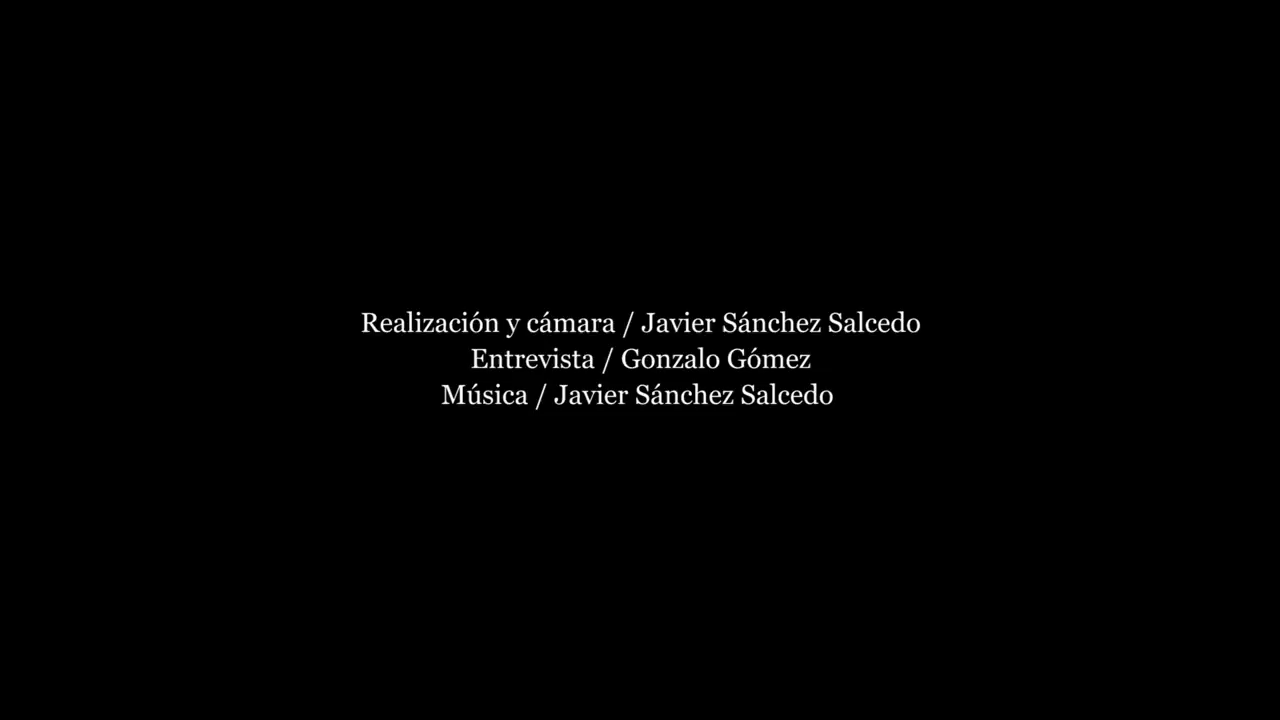 Realización y cámara / Javier Sánchez Salcedo
Entrevista / Gonzalo Gómez
Música / Javier Sánchez Salcedo